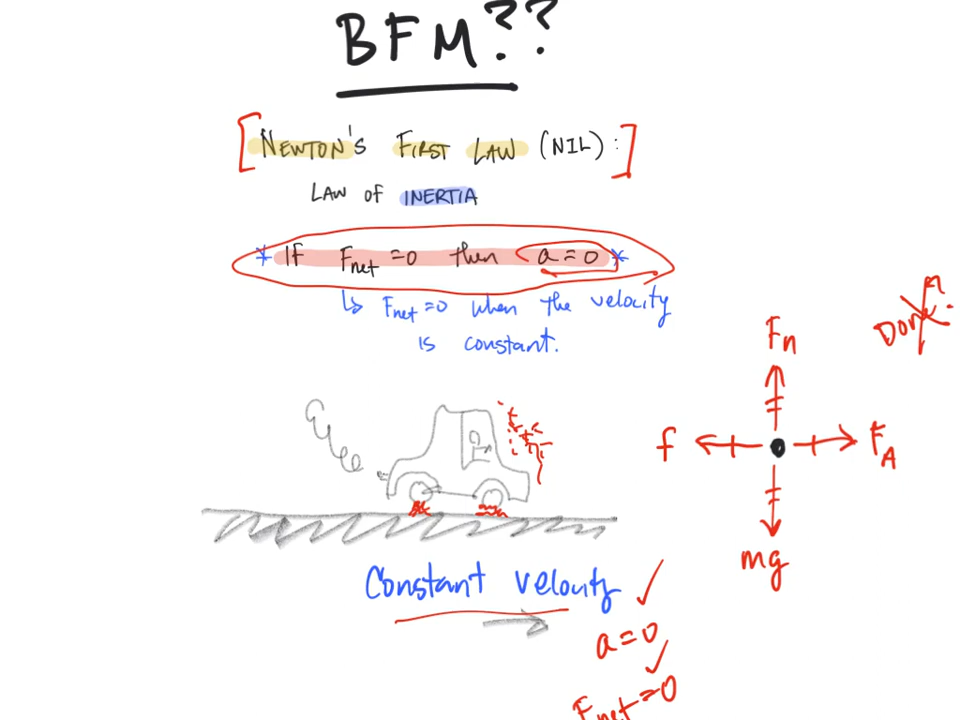 BFM??
[NEWTON'S FIRST LAW (NIL):]
LAW OF INERTIA
* If Fnet =0 then a=0 *
↳ Fnet=0 when the velocity
is constant.
Fn
f
FA
mg
Constant velocity ✓
a=0 ✓
Fnet=0